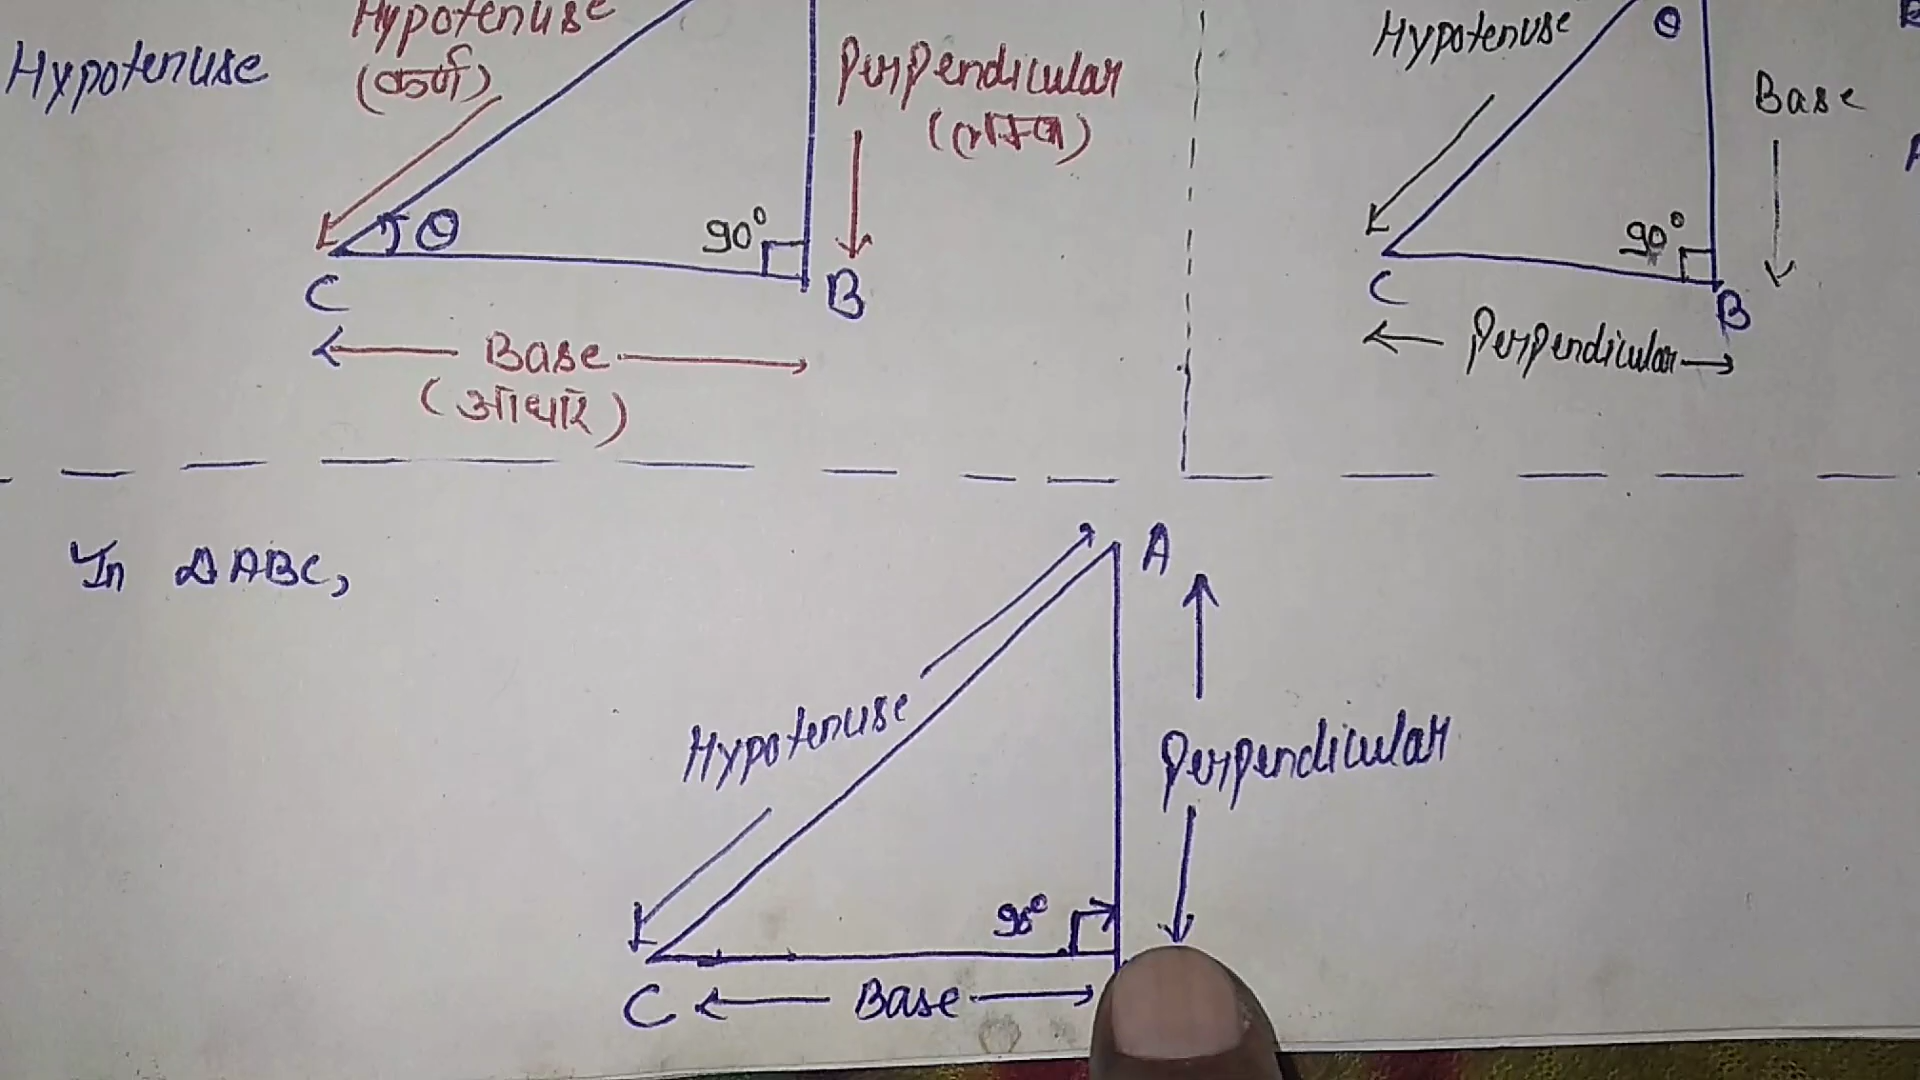 Hypotenuse
Hypotenuse
(कर्ण)
Perpendicular
(लम्ब)
θ
90°
C
B
Base
(आधार)
Hypotenuse
θ
Base
90°
C
B
Perpendicular
In ΔABC,
A
Hypotenuse
Perpendicular
90°
C
Base